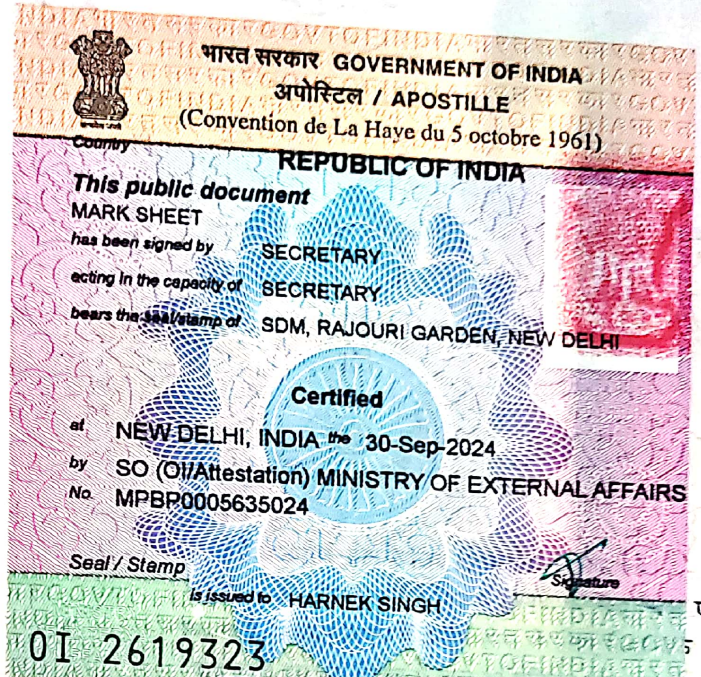 भारत सरकार GOVERNMENT OF INDIA
अपोस्टिल / APOSTILLE
(Convention de La Haye du 5 octobre 1961)
Country
REPUBLIC OF INDIA
This public document
MARK SHEET
has been signed by SECRETARY
acting in the capacity of SECRETARY
bears the seal/stamp of SDM, RAJOURI GARDEN, NEW DELHI
Certified
at NEW DELHI, INDIA the 30-Sep-2024
by SO (OI/Attestation) MINISTRY OF EXTERNAL AFFAIRS
No. MPBP0005635024
Seal / Stamp
Signature
is issued to HARNEK SINGH
OI 2619323